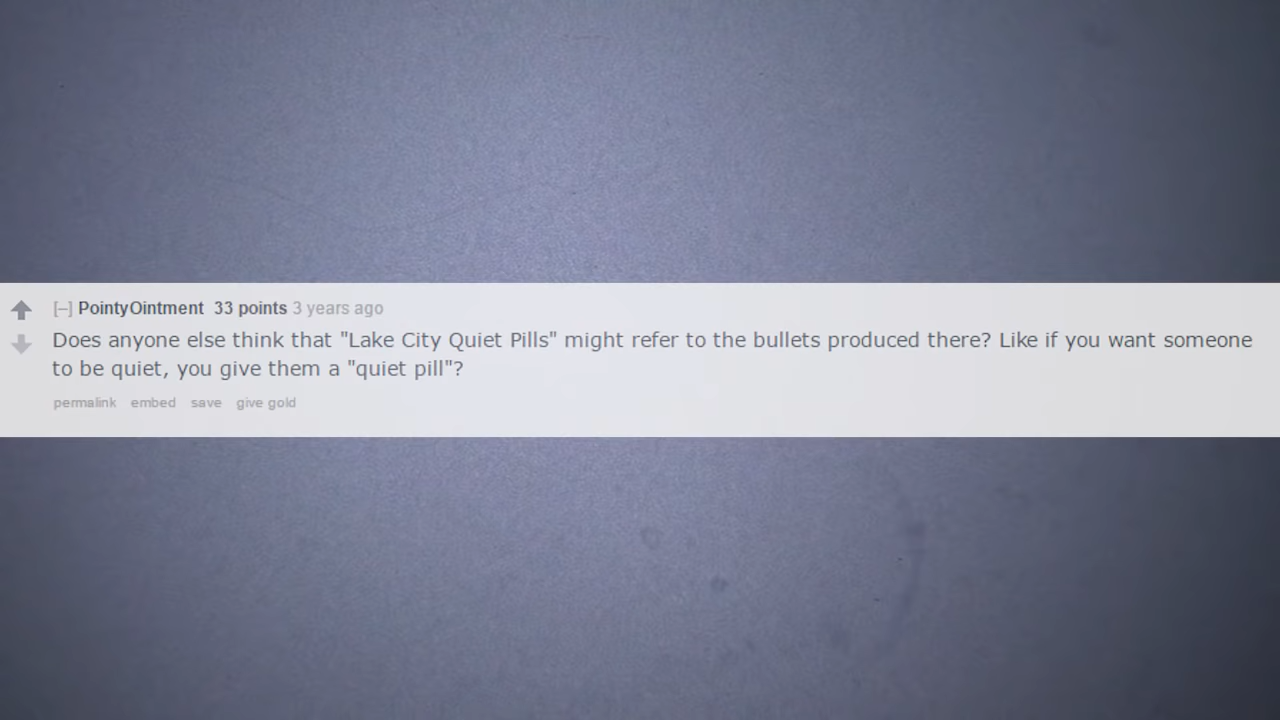 [–] PointyOintment 33 points 3 years ago
Does anyone else think that "Lake City Quiet Pills" might refer to the bullets produced there? Like if you want someone
to be quiet, you give them a "quiet pill"?
permalink embed save give gold